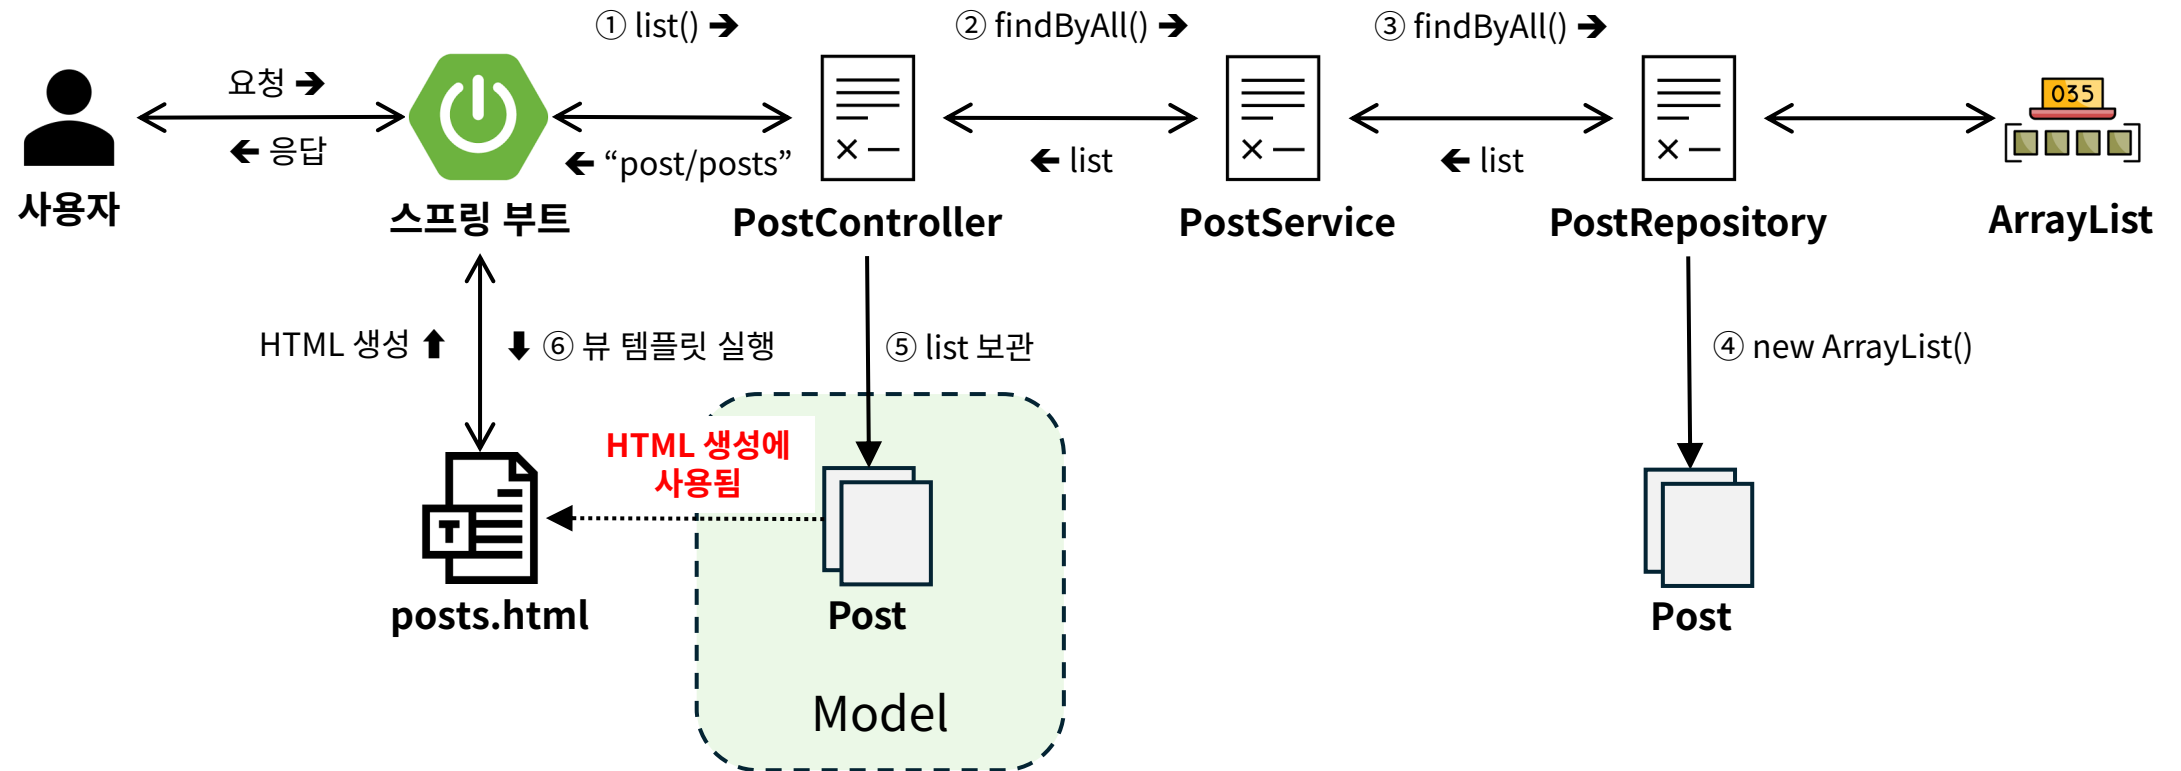 ① list() ➔
② findByAll() ➔
③ findByAll() ➔
요청 ➔
🡸 응답
🡸 “post/posts”
🡸 list
🡸 list
035
사용자
스프링 부트
PostController
PostService
PostRepository
ArrayList
HTML 생성 🡹
🡻 ⑥ 뷰 템플릿 실행
⑤ list 보관
④ new ArrayList()
HTML 생성에
사용됨
T
posts.html
Post
Post
Model